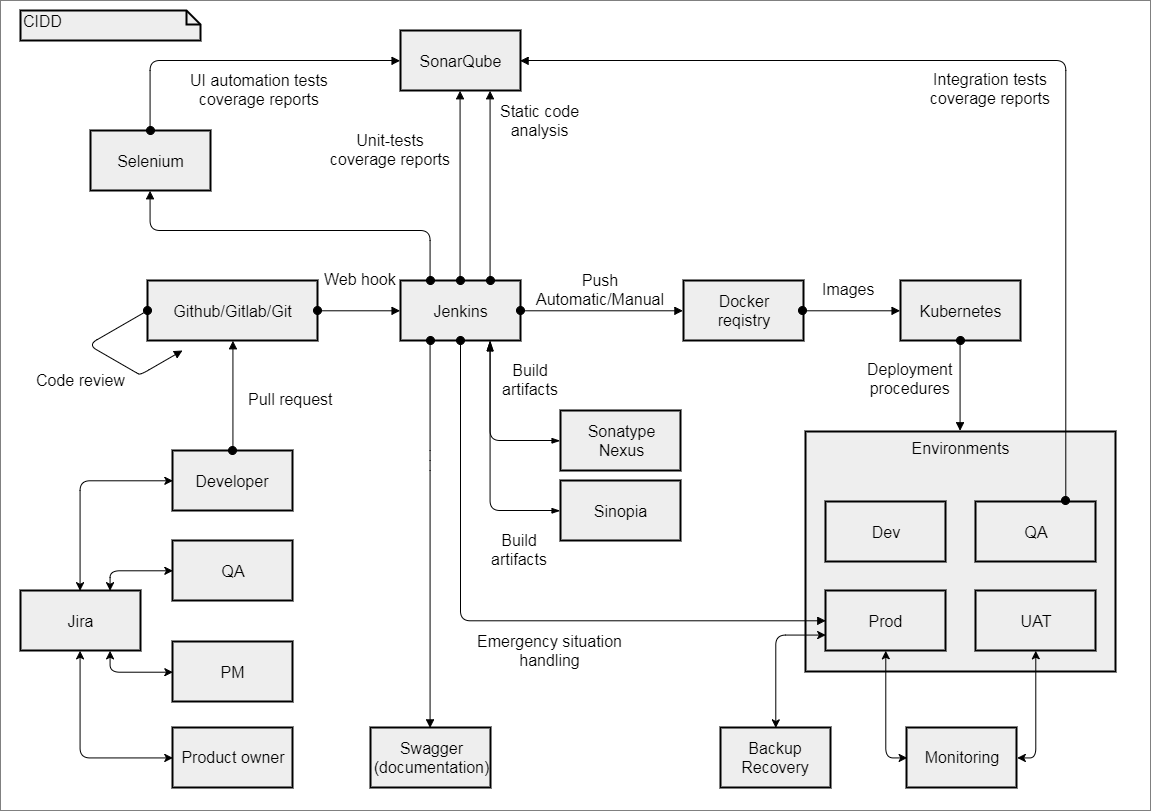 CIDD
SonarQube
UI automation tests
coverage reports
Integration tests
coverage reports
Static code
analysis
Unit-tests
coverage reports
Selenium
Web hook
Push
Automatic/Manual
Images
Github/Gitlab/Git
Jenkins
Docker
reqistry
Kubernetes
Code review
Pull request
Build
artifacts
Deployment
procedures
Sonatype
Nexus
Environments
Developer
Sinopia
Dev
QA
Build
artifacts
QA
Jira
Prod
UAT
Emergency situation
handling
PM
Product owner
Swagger
(documentation)
Backup
Recovery
Monitoring